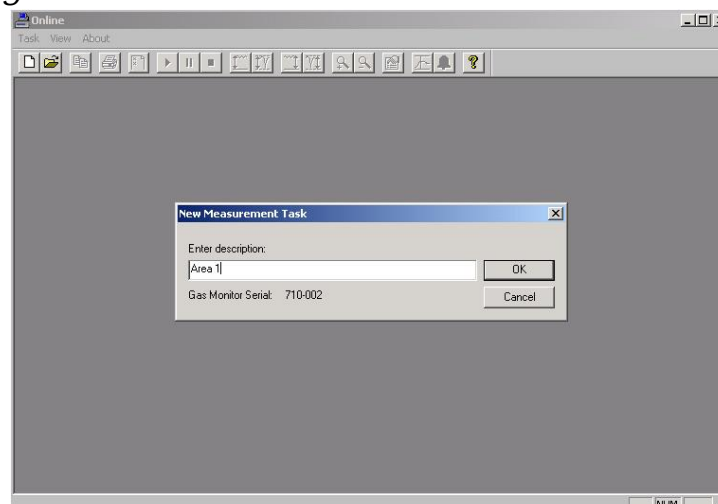 Online
Task View About
New Measurement Task
Enter description:
Area 1
OK
Gas Monitor Serial: 710-002
Cancel
NUM